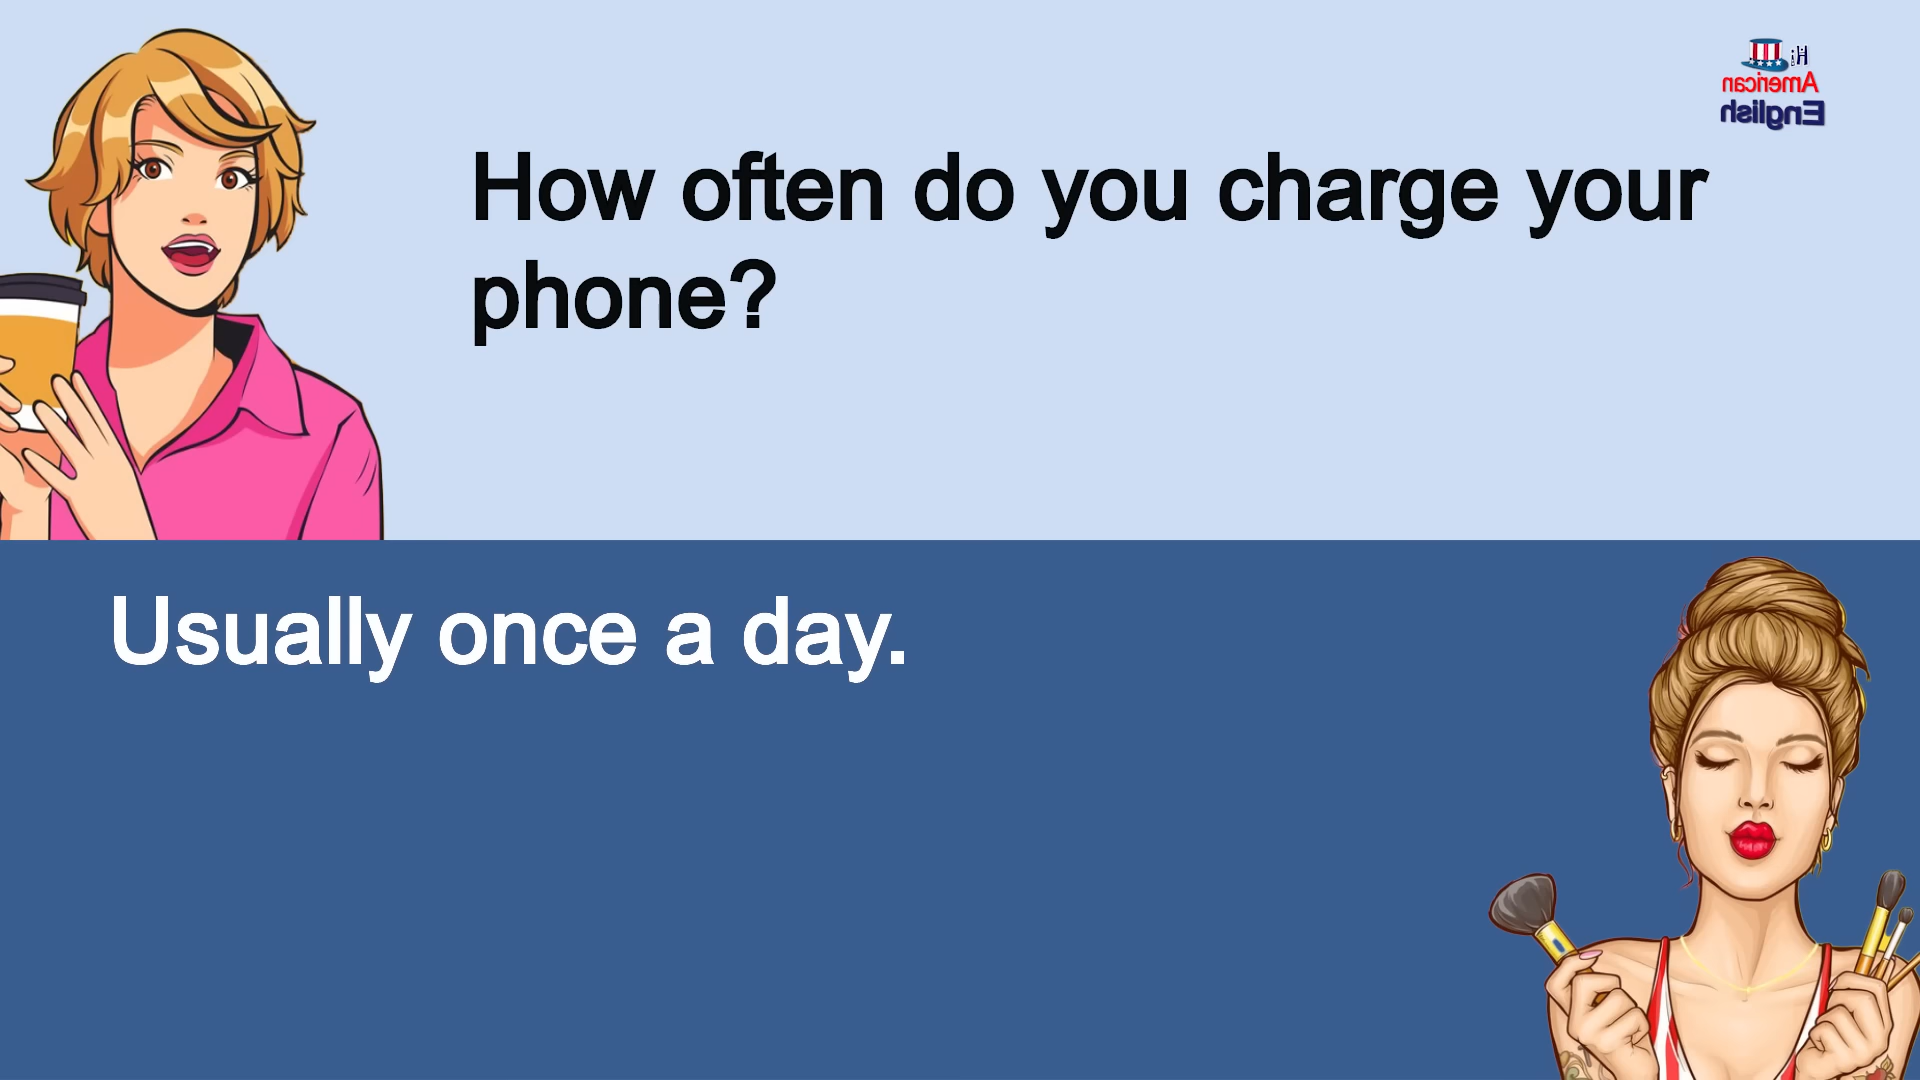 Hi
American
English
How often do you charge your
phone?
Usually once a day.